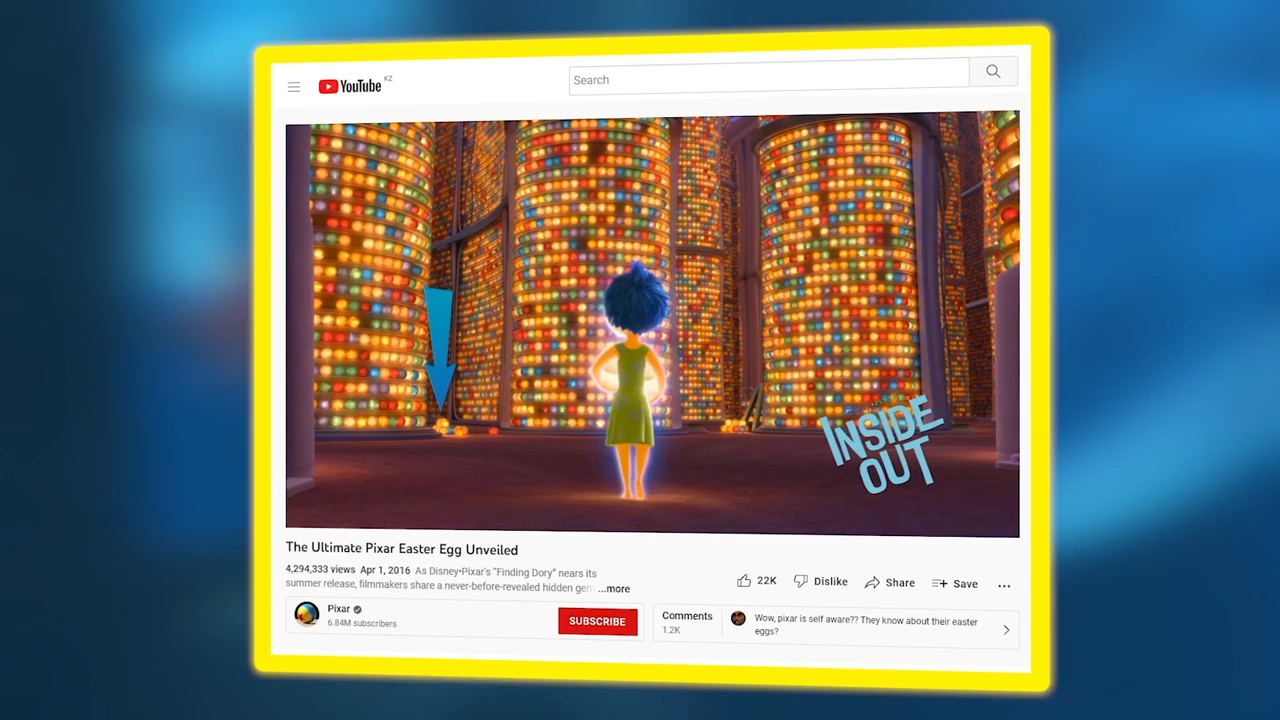 YouTube KZ
Search
INSIDE
OUT
The Ultimate Pixar Easter Egg Unveiled
4,294,333 views Apr 1, 2016 As Disney•Pixar's "Finding Dory" nears its
summer release, filmmakers share a never-before-revealed hidden gen ...more
22K Dislike Share Save
Pixar
6.84M subscribers
SUBSCRIBE
Comments
1.2K
Wow, pixar is self aware?? They know about their easter
eggs?